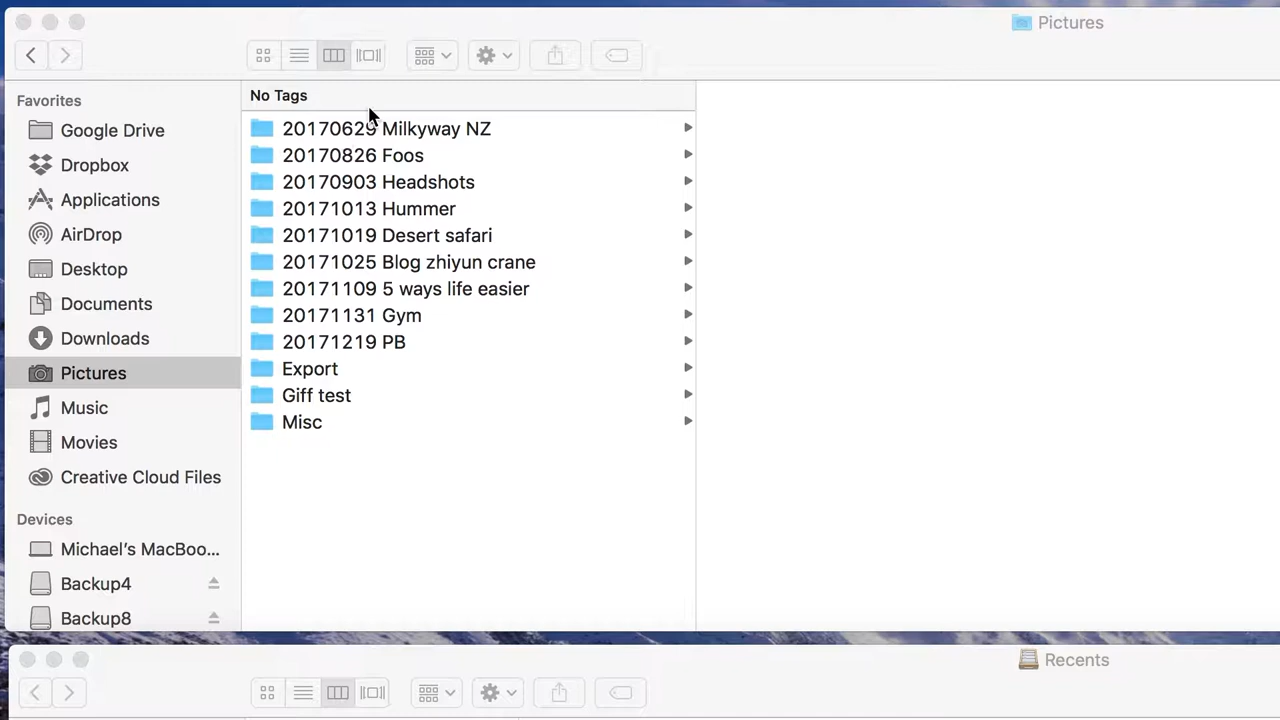 Pictures
Favorites
Google Drive
Dropbox
Applications
AirDrop
Desktop
Documents
Downloads
Pictures
Music
Movies
Creative Cloud Files
Devices
Michael's MacBoo...
Backup4
Backup8
No Tags
20170629 Milkyway NZ
20170826 Foos
20170903 Headshots
20171013 Hummer
20171019 Desert safari
20171025 Blog zhiyun crane
20171109 5 ways life easier
20171131 Gym
20171219 PB
Export
Giff test
Misc
Recents